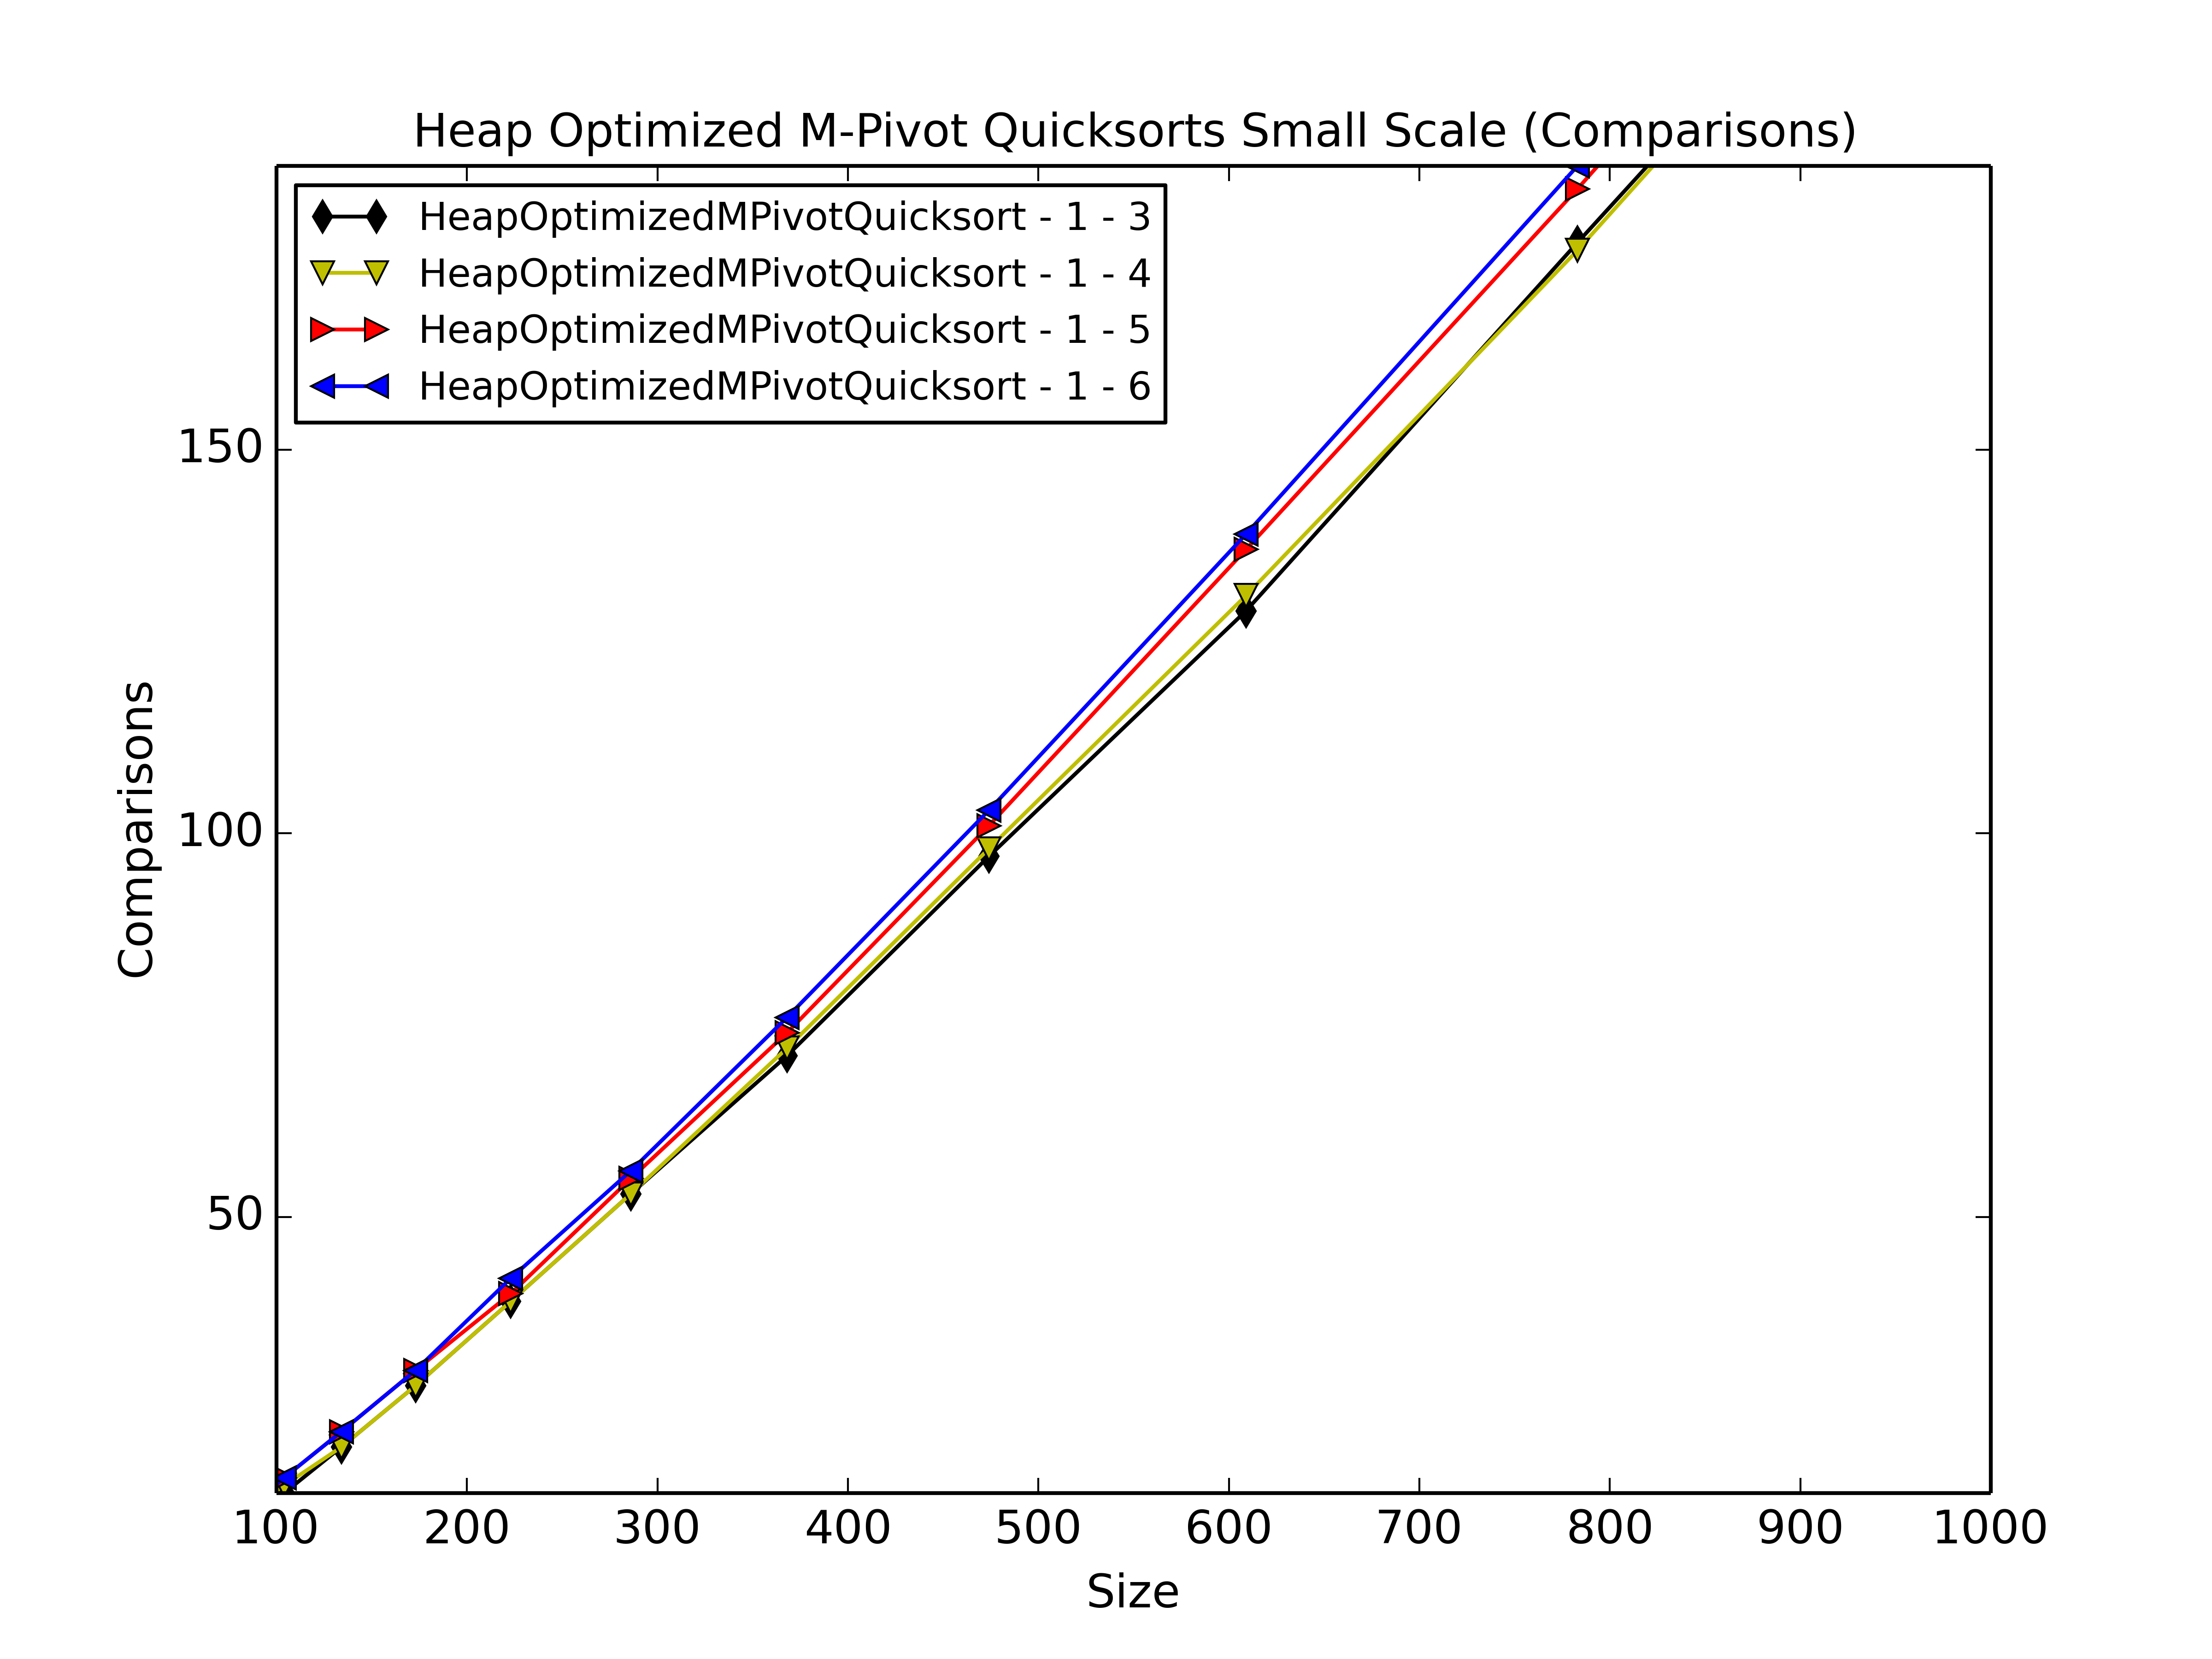 Heap Optimized M-Pivot Quicksorts Small Scale (Comparisons)
HeapOptimizedMPivotQuicksort - 1 - 3
HeapOptimizedMPivotQuicksort - 1 - 4
HeapOptimizedMPivotQuicksort - 1 - 5
HeapOptimizedMPivotQuicksort - 1 - 6
150
100
50
Comparisons
100 200 300 400 500 600 700 800 900 1000
Size